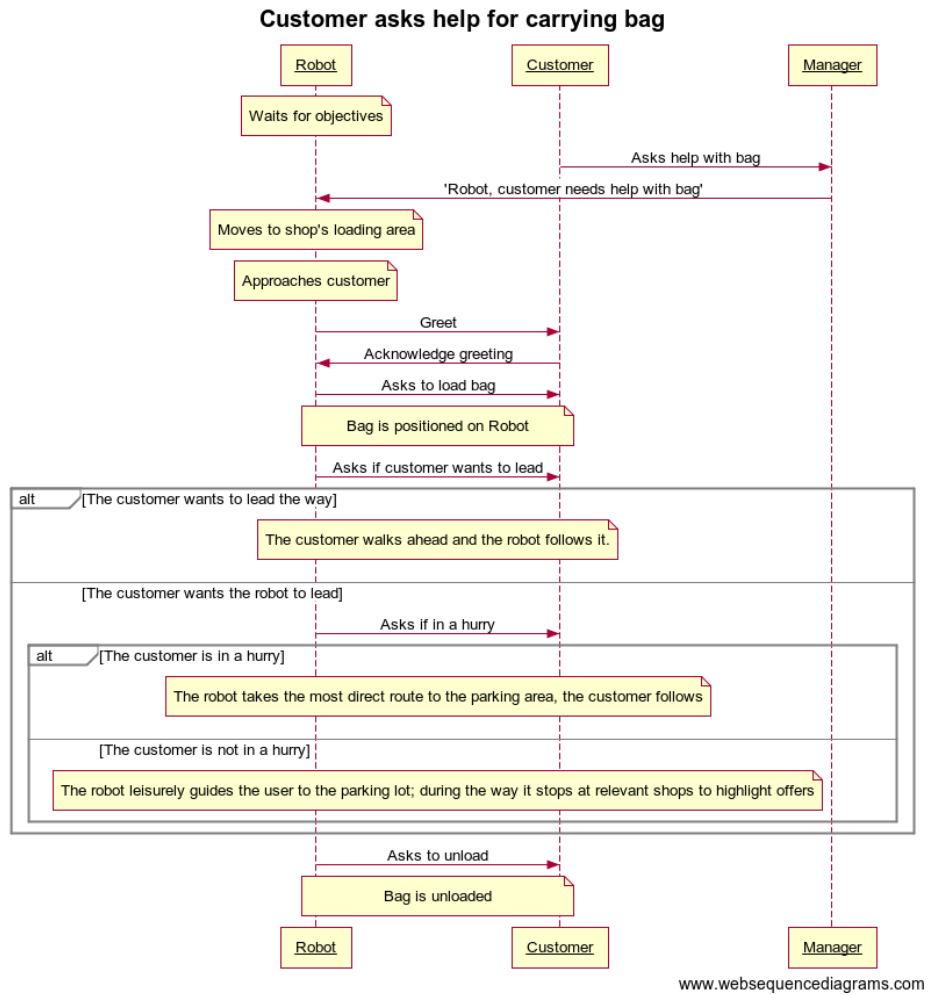 Customer asks help for carrying bag
Robot
Customer
Manager
Waits for objectives
Asks help with bag
'Robot, customer needs help with bag'
Moves to shop's loading area
Approaches customer
Greet
Acknowledge greeting
Asks to load bag
Bag is positioned on Robot
Asks if customer wants to lead
alt
[The customer wants to lead the way]
The customer walks ahead and the robot follows it.
[The customer wants the robot to lead]
Asks if in a hurry
alt
[The customer is in a hurry]
The robot takes the most direct route to the parking area, the customer follows
[The customer is not in a hurry]
The robot leisurely guides the user to the parking lot; during the way it stops at relevant shops to highlight offers
Asks to unload
Bag is unloaded
Robot
Customer
Manager
www.websequencediagrams.com